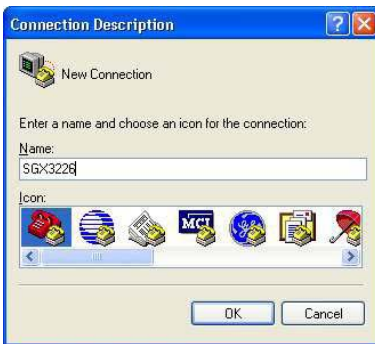 Connection Description
New Connection
Enter a name and choose an icon for the connection:
Name:
SGX3226
Icon:
MCI
OK
Cancel